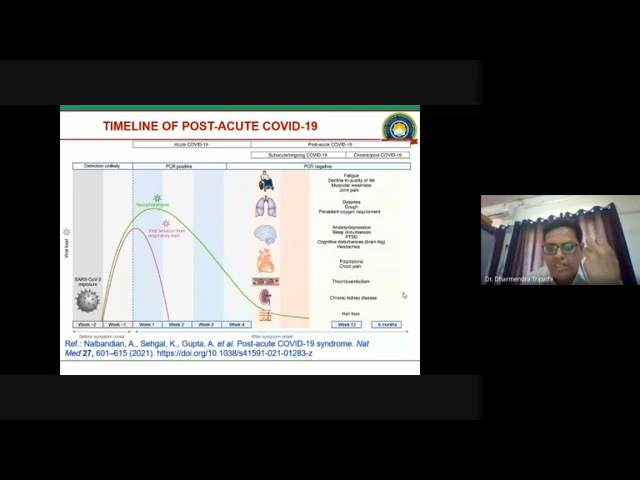 TIMELINE OF POST-ACUTE COVID-19
Acute COVID-19
Post-acute COVID-19
Subacute/ongoing COVID-19
Chronic/post-COVID-19
Detection unlikely
PCR positive
PCR negative
Nasopharyngeal
Viral isolation from
respiratory tract
Viral load
SARS-CoV-2
exposure
Fatigue
Decline in quality of life
Muscular weakness
Joint pain
Dyspnea
Cough
Persistent oxygen requirement
Anxiety/depression
Sleep disturbances
PTSD
Cognitive disturbances (brain fog)
Headaches
Palpitations
Chest pain
Thromboembolism
Chronic kidney disease
Hair loss
Week –2
Week –1
Week 1
Week 2
Week 3
Week 4
Week 12
6 months
Before symptom onset
After symptom onset
Ref.: Nalbandian, A., Sehgal, K., Gupta, A. et al. Post-acute COVID-19 syndrome. Nat
Med 27, 601–615 (2021). https://doi.org/10.1038/s41591-021-01283-z
Dr. Dharmendra Tripathi